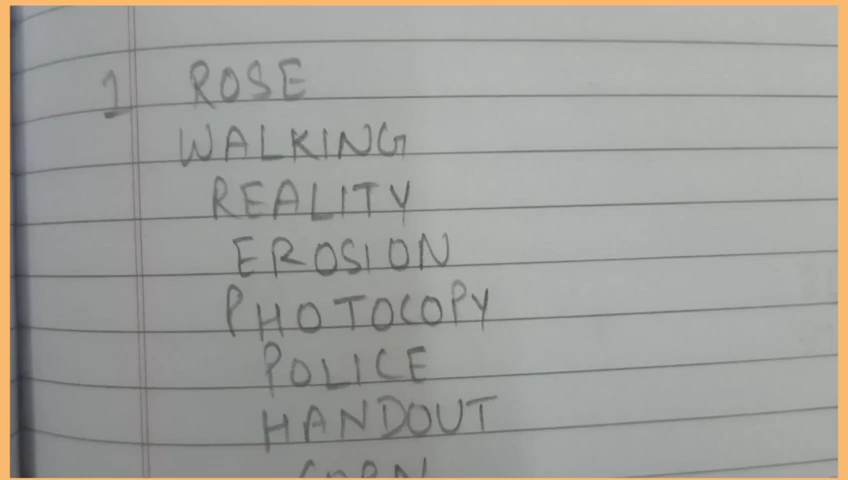 1 ROSE
WALKING
REALITY
EROSION
PHOTOCOPY
POLICE
HANDOUT